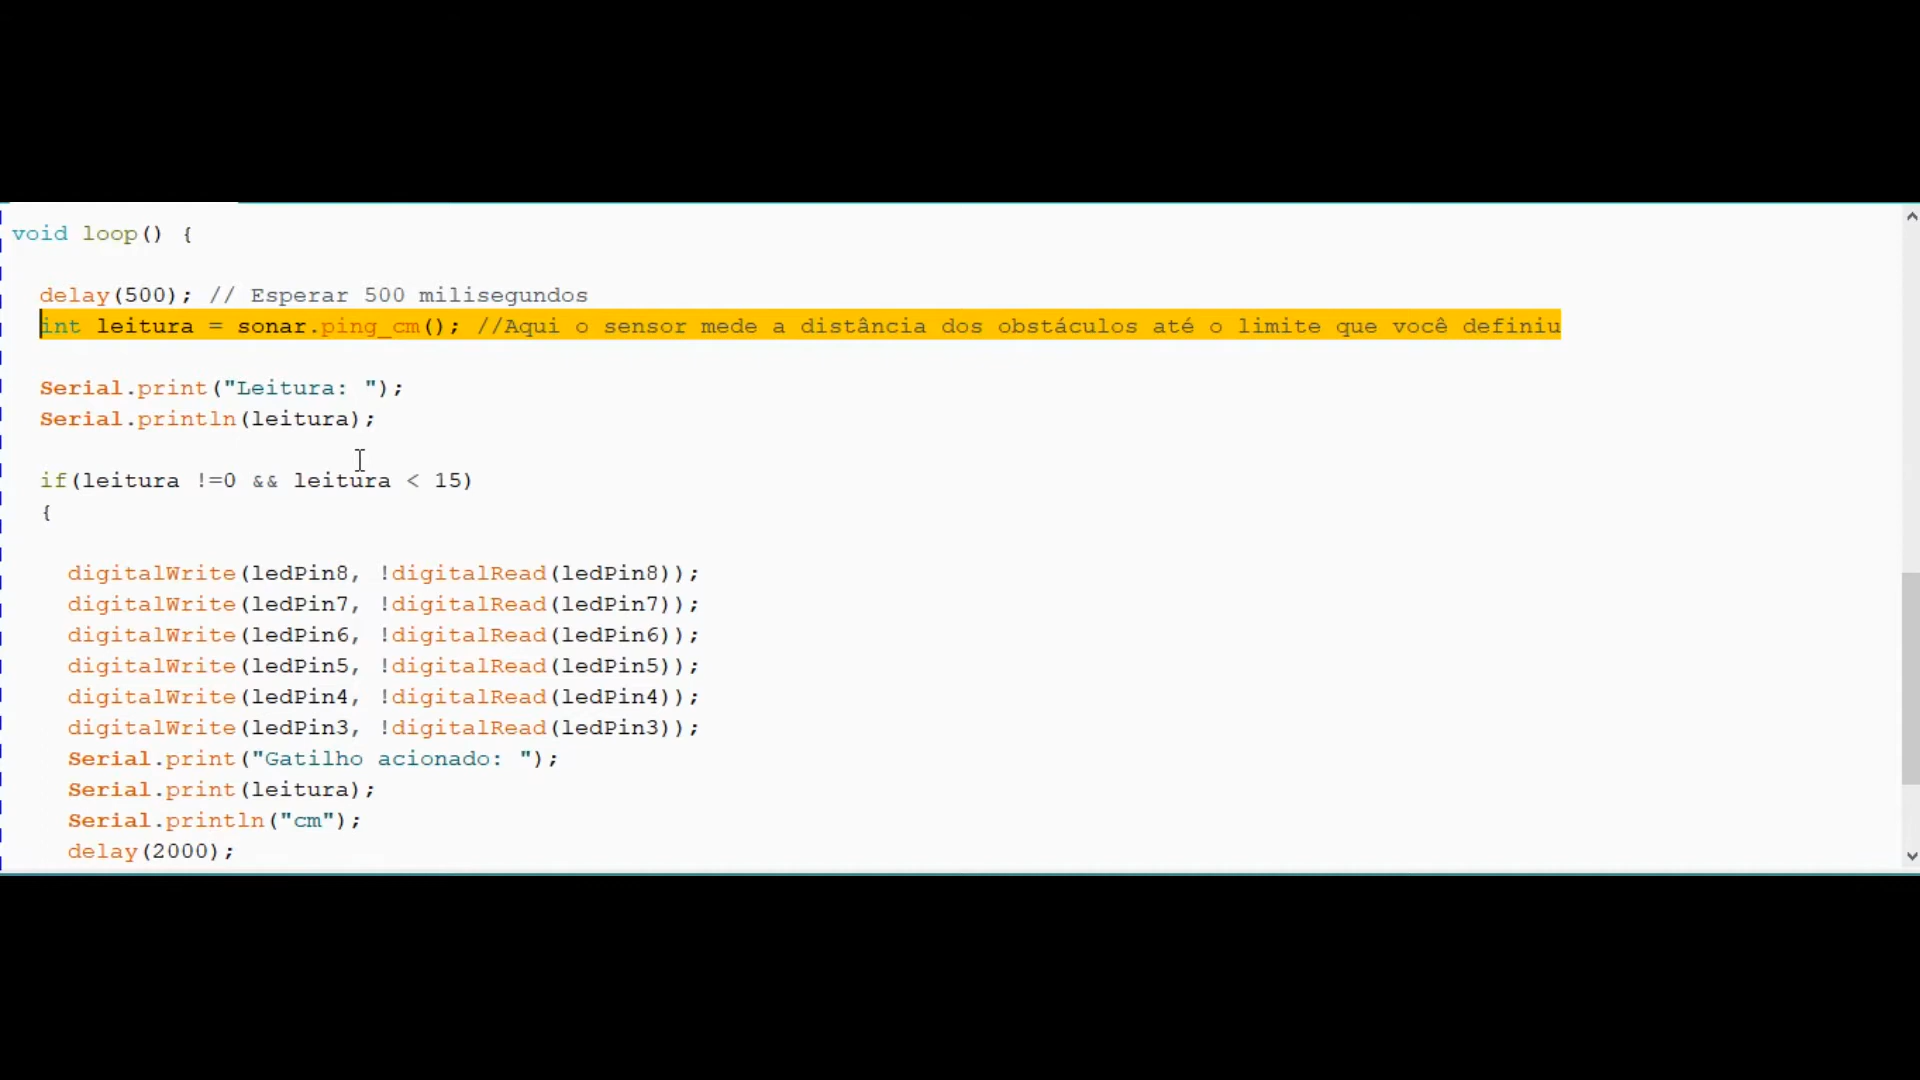 void loop() {
delay(500); // Esperar 500 milisegundos
int leitura = sonar.ping_cm(); //Aqui o sensor mede a distância dos obstáculos até o limite que você definiu
Serial.print("Leitura: ");
Serial.println(leitura);
if(leitura !=0 && leitura < 15)
{
digitalWrite(ledPin8, !digitalRead(ledPin8));
digitalWrite(ledPin7, !digitalRead(ledPin7));
digitalWrite(ledPin6, !digitalRead(ledPin6));
digitalWrite(ledPin5, !digitalRead(ledPin5));
digitalWrite(ledPin4, !digitalRead(ledPin4));
digitalWrite(ledPin3, !digitalRead(ledPin3));
Serial.print("Gatilho acionado: ");
Serial.print(leitura);
Serial.println("cm");
delay(2000);